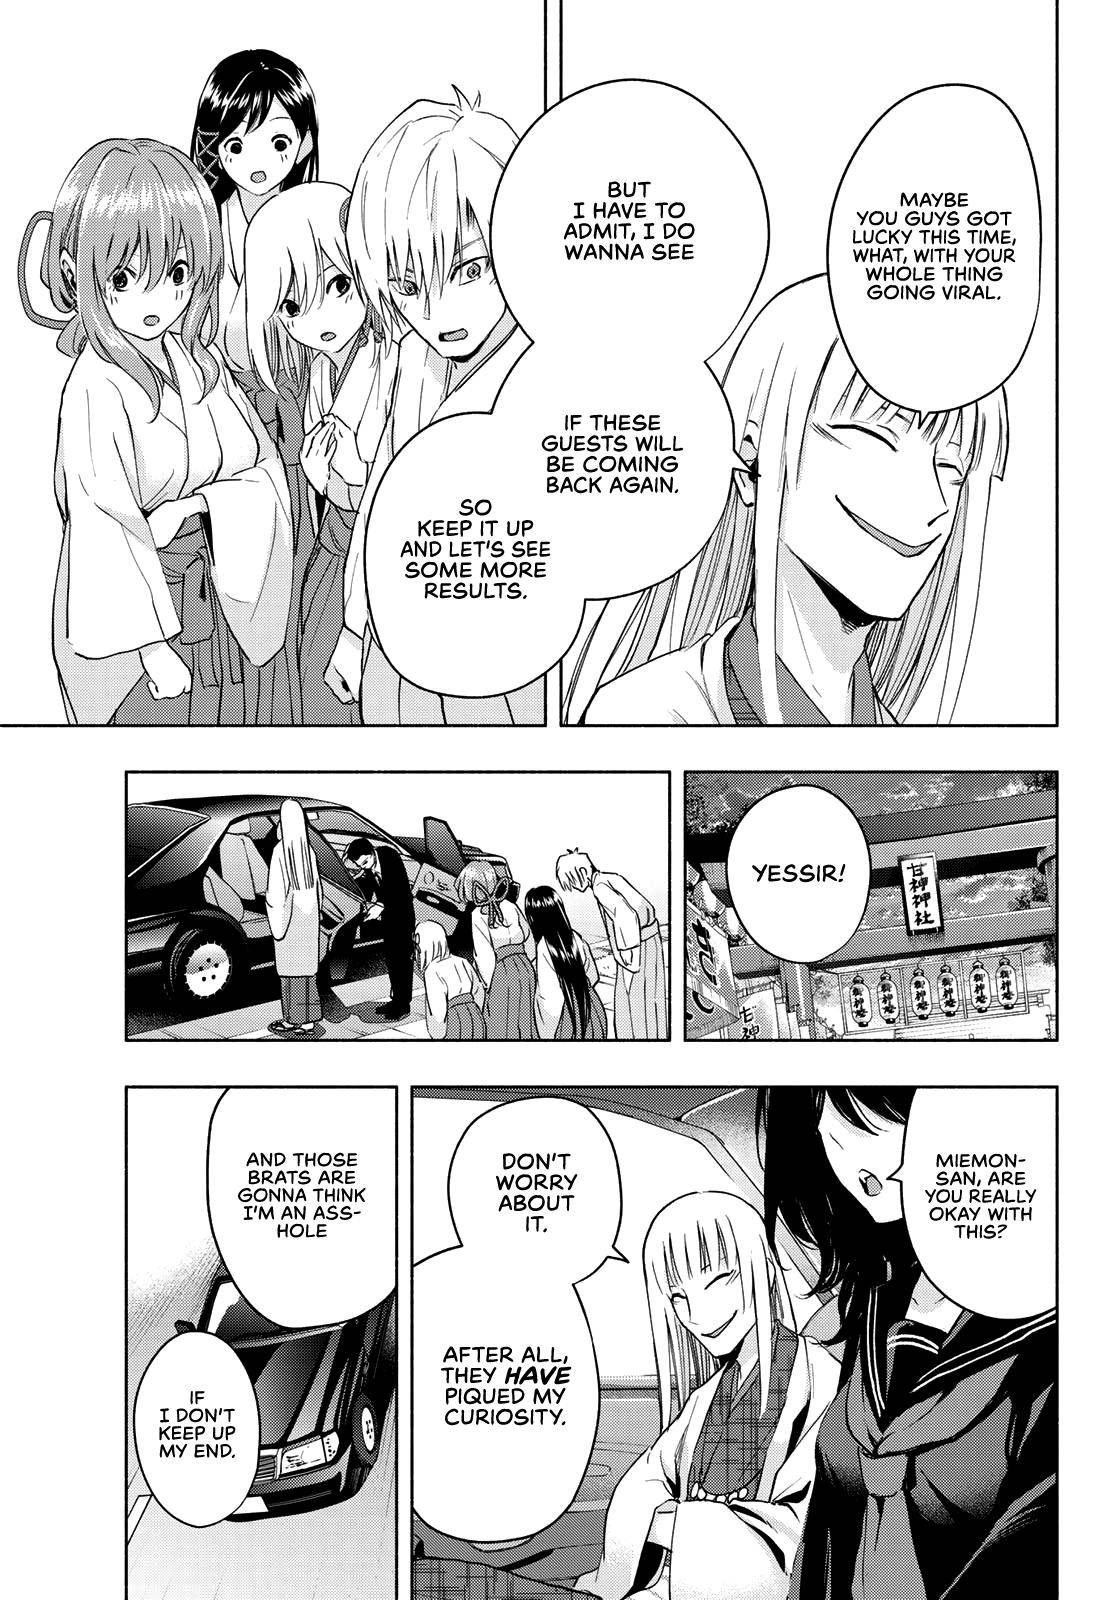 MAYBE
YOU GUYS GOT
LUCKY THIS TIME,
WHAT, WITH YOUR
WHOLE THING
GOING VIRAL.
BUT
I HAVE TO
ADMIT, I DO
WANNA SEE
IF THESE
GUESTS WILL
BE COMING
BACK AGAIN.
SO
KEEP IT UP
AND LET'S SEE
SOME MORE
RESULTS.
YESSIR!
甘神神社
甘神
MIEMON-
SAN, ARE
YOU REALLY
OKAY WITH
THIS?
DON'T
WORRY
ABOUT
IT.
AFTER ALL,
THEY HAVE
PIQUED MY
CURIOSITY.
AND THOSE
BRATS ARE
GONNA THINK
I'M AN ASS-
HOLE
IF
I DON'T
KEEP UP
MY END.